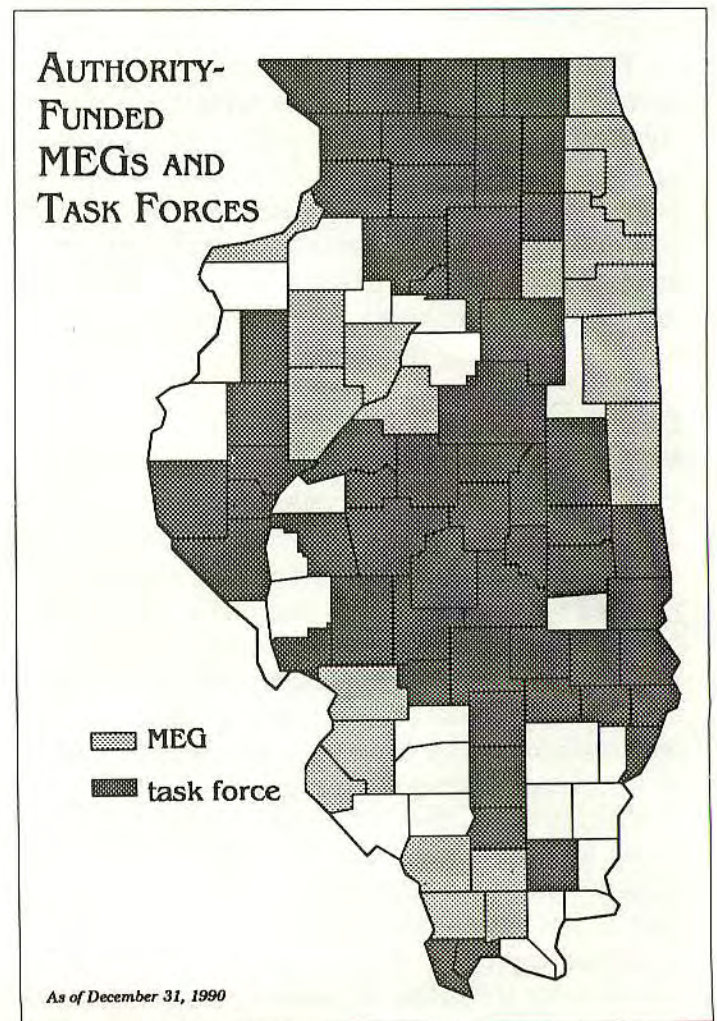 AUTHORITY-
FUNDED
MEGS AND
TASK FORCES
MEG
task force
As of December 31, 1990